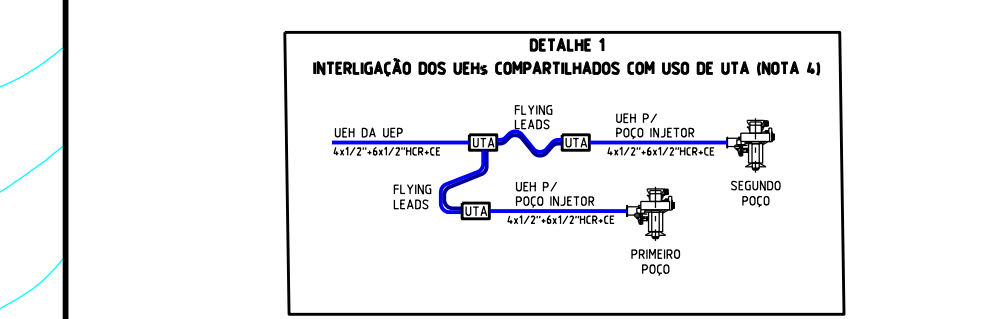 DETALHE 1
INTERLIGAÇÃO DOS UEHs COMPARTILHADOS COM USO DE UTA (NOTA 4)
FLYING
LEADS
UEH DA UEP
4x1/2"+6x1/2"HCR+CE
UTA
UTA
UEH P/
POÇO INJETOR
4x1/2"+6x1/2"HCR+CE
SEGUNDO
POÇO
FLYING
LEADS
UTA
UEH P/
POÇO INJETOR
4x1/2"+6x1/2"HCR+CE
PRIMEIRO
POÇO